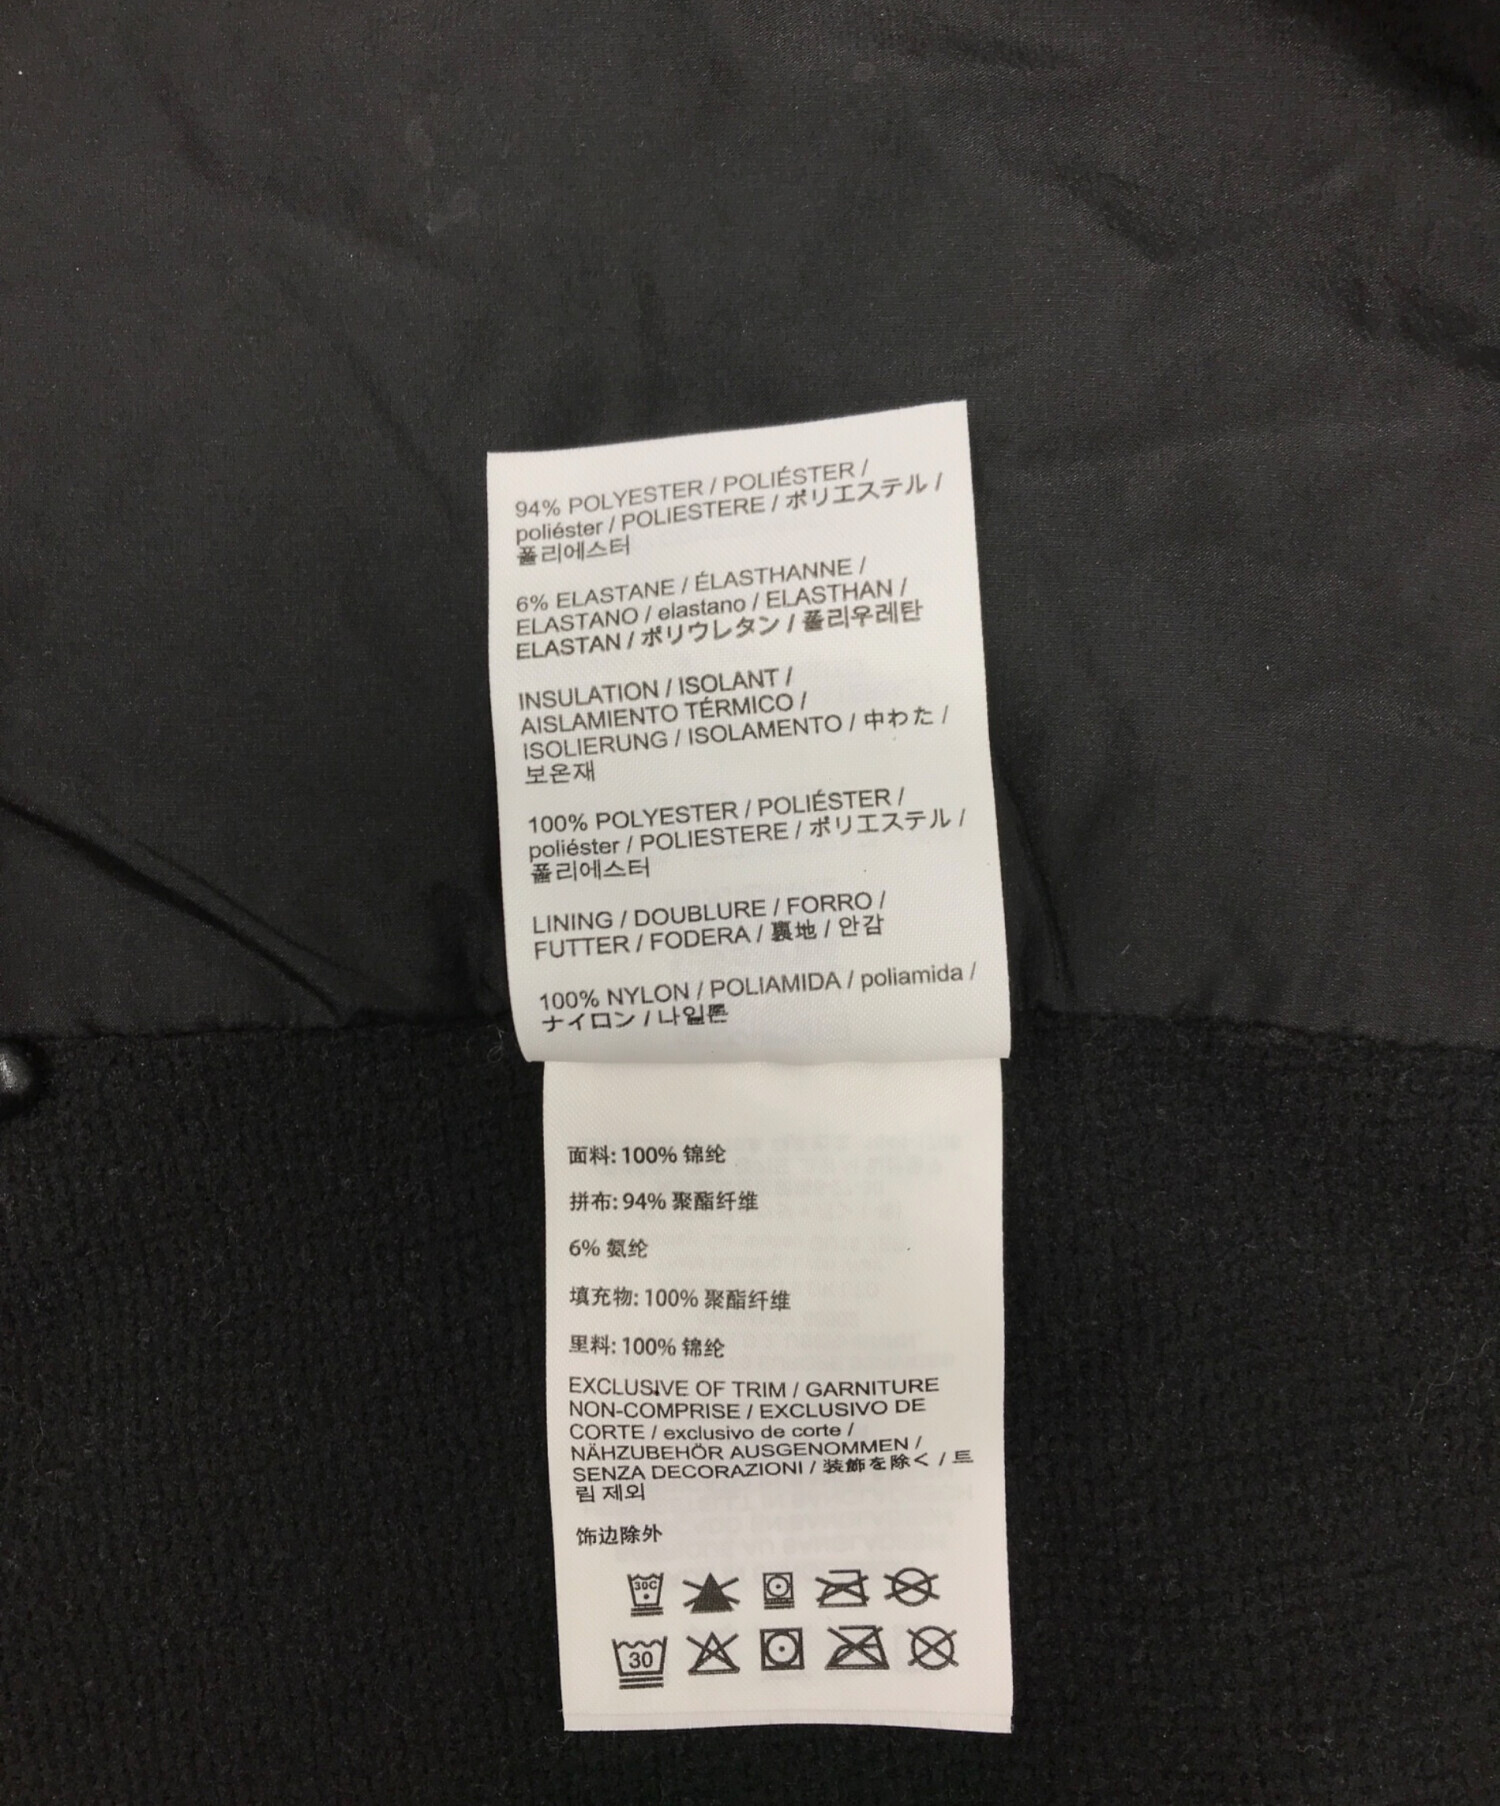 94% POLYESTER / POLIÉSTER /
poliéster / POLIESTERE / ポリエステル /
폴리에스터
6% ELASTANE / ÉLASTHANNE /
ELASTANO / elastano / ELASTHAN /
ELASTAN / ポリウレタン / 폴리우레탄
INSULATION / ISOLANT /
AISLAMIENTO TÉRMICO /
ISOLIERUNG / ISOLAMENTO / 中わた /
보온재
100% POLYESTER / POLIÉSTER /
poliéster / POLIESTERE / ポリエステル /
폴리에스터
LINING / DOUBLURE / FORRO /
FUTTER / FODERA / 裏地 / 안감
100% NYLON / POLIAMIDA / poliamida /
ナイロン / 나일론
面料: 100% 锦纶
拼布: 94% 聚酯纤维
6% 氨纶
填充物: 100% 聚酯纤维
里料: 100% 锦纶
EXCLUSIVE OF TRIM / GARNITURE
NON-COMPRISE / EXCLUSIVO DE
CORTE / exclusivo de corte /
NÄHZUBEHÖR AUSGENOMMEN /
SENZA DECORAZIONI / 装飾を除く / 트
림 제외
饰边除外
30C
30